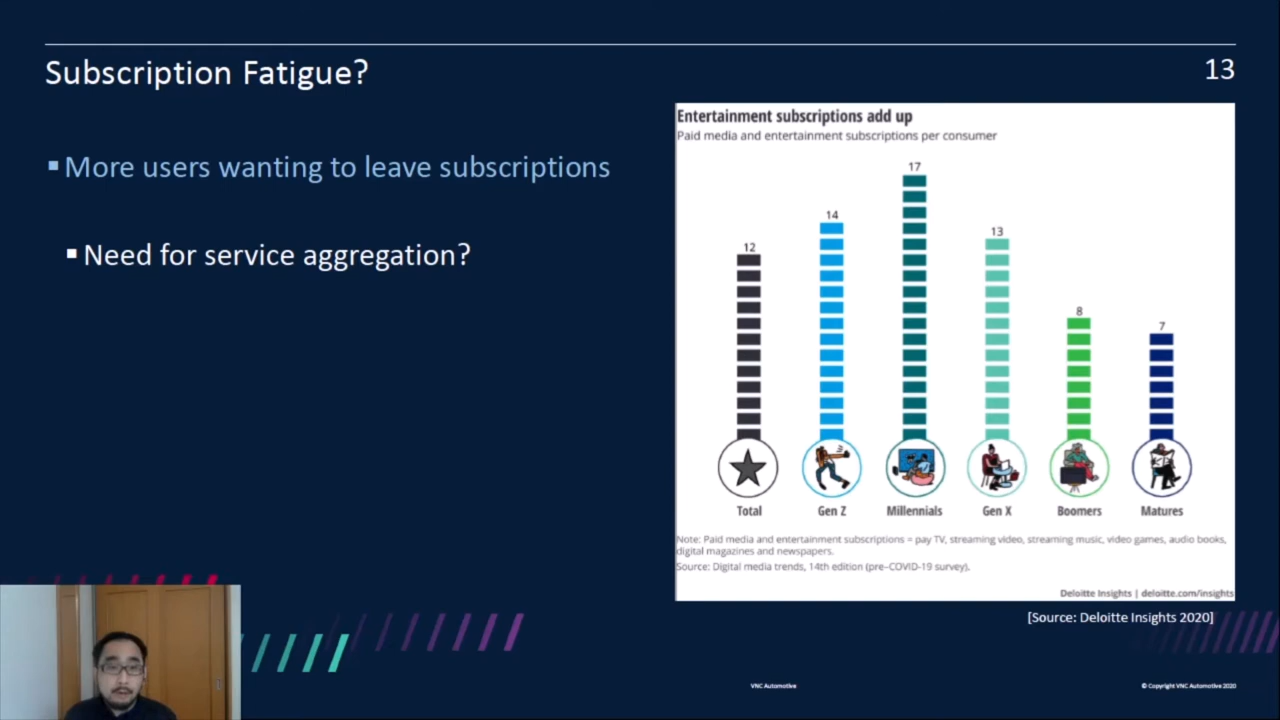 Subscription Fatigue?
13
▪ More users wanting to leave subscriptions
▪ Need for service aggregation?
Entertainment subscriptions add up
Paid media and entertainment subscriptions per consumer
12
14
17
13
8
7
Total
Gen Z
Millennials
Gen X
Boomers
Matures
Note: Paid media and entertainment subscriptions = pay TV, streaming video, streaming music, video games, audio books,
digital magazines and newspapers.
Source: Digital media trends, 14th edition (pre–COVID-19 survey).
Deloitte Insights | deloitte.com/insights
[Source: Deloitte Insights 2020]
VNC Automotive
© Copyright VNC Automotive 2020